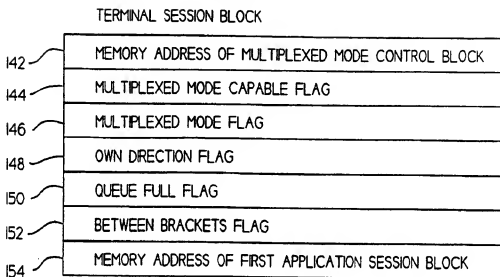 TERMINAL SESSION BLOCK
142 MEMORY ADDRESS OF MULTIPLEXED MODE CONTROL BLOCK
144 MULTIPLEXED MODE CAPABLE FLAG
146 MULTIPLEXED MODE FLAG
148 OWN DIRECTION FLAG
150 QUEUE FULL FLAG
152 BETWEEN BRACKETS FLAG
154 MEMORY ADDRESS OF FIRST APPLICATION SESSION BLOCK